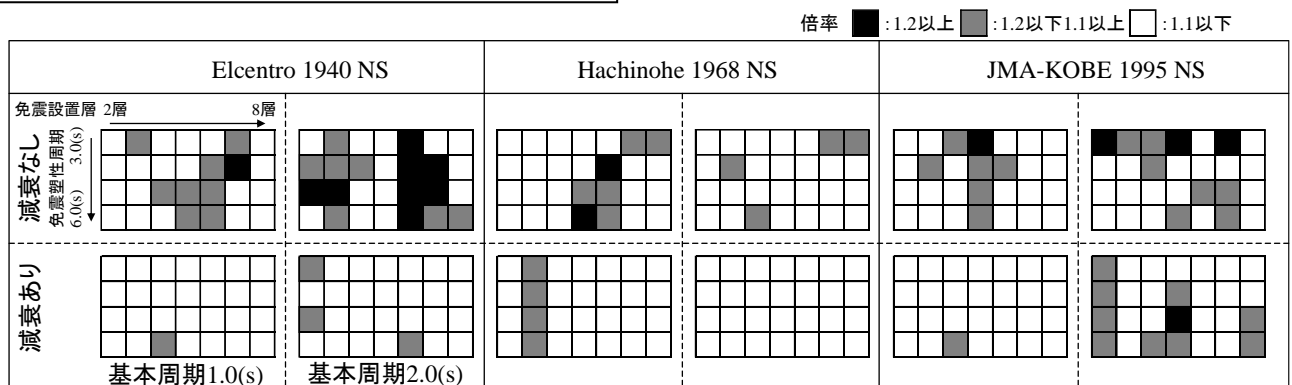 倍率 :1.2以上 :1.2以下1.1以上 :1.1以下
Elcentro 1940 NS Hachinohe 1968 NS JMA-KOBE 1995 NS
免震設置層 2層 8層
減衰なし
免震塑性周期
3.0(s)
6.0(s)
減衰あり
基本周期1.0(s) 基本周期2.0(s)